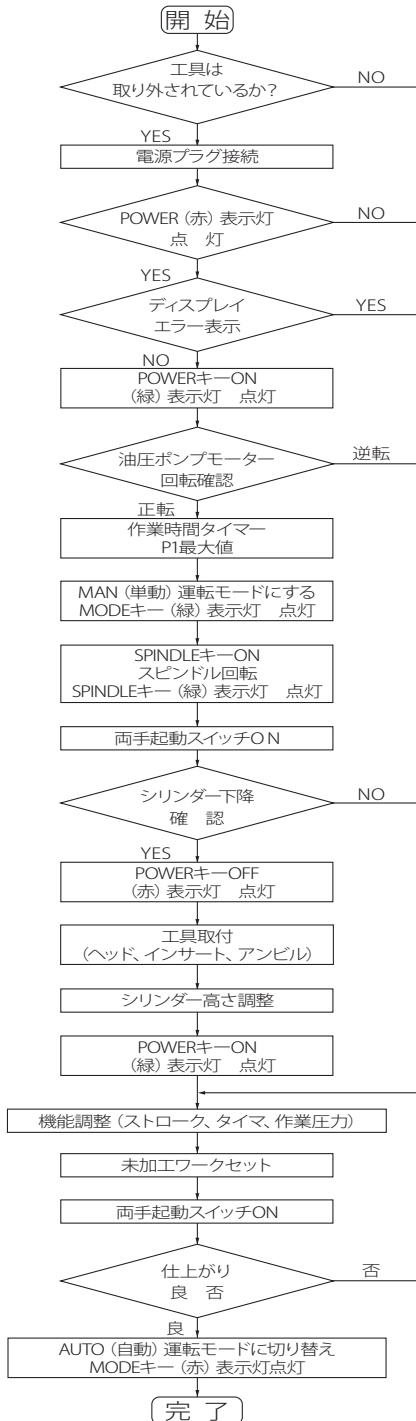 開 始
工具は
取り外されているか?
NO
YES
電源プラグ接続
POWER（赤）表示灯
点 灯
NO
YES
ディスプレイ
エラー表示
YES
NO
POWERキーON
（緑）表示灯 点灯
油圧ポンプモーター
回転確認
逆転
正転
作業時間タイマー
P1最大値
MAN（単動）運転モードにする
MODEキー（緑）表示灯 点灯
SPINDLEキーON
スピンドル回転
SPINDLEキー（緑）表示灯 点灯
両手起動スイッチO N
シリンダー下降
確 認
NO
YES
POWERキーOFF
（赤）表示灯 点灯
工具取付
（ヘッド、インサート、アンビル）
シリンダー高さ調整
POWERキーON
（緑）表示灯 点灯
機能調整（ストローク、タイマ、作業圧力）
未加工ワークセット
両手起動スイッチON
仕上がり
良 否
否
良
AUTO（自動）運転モードに切り替え
MODEキー（赤）表示灯点灯
完 了